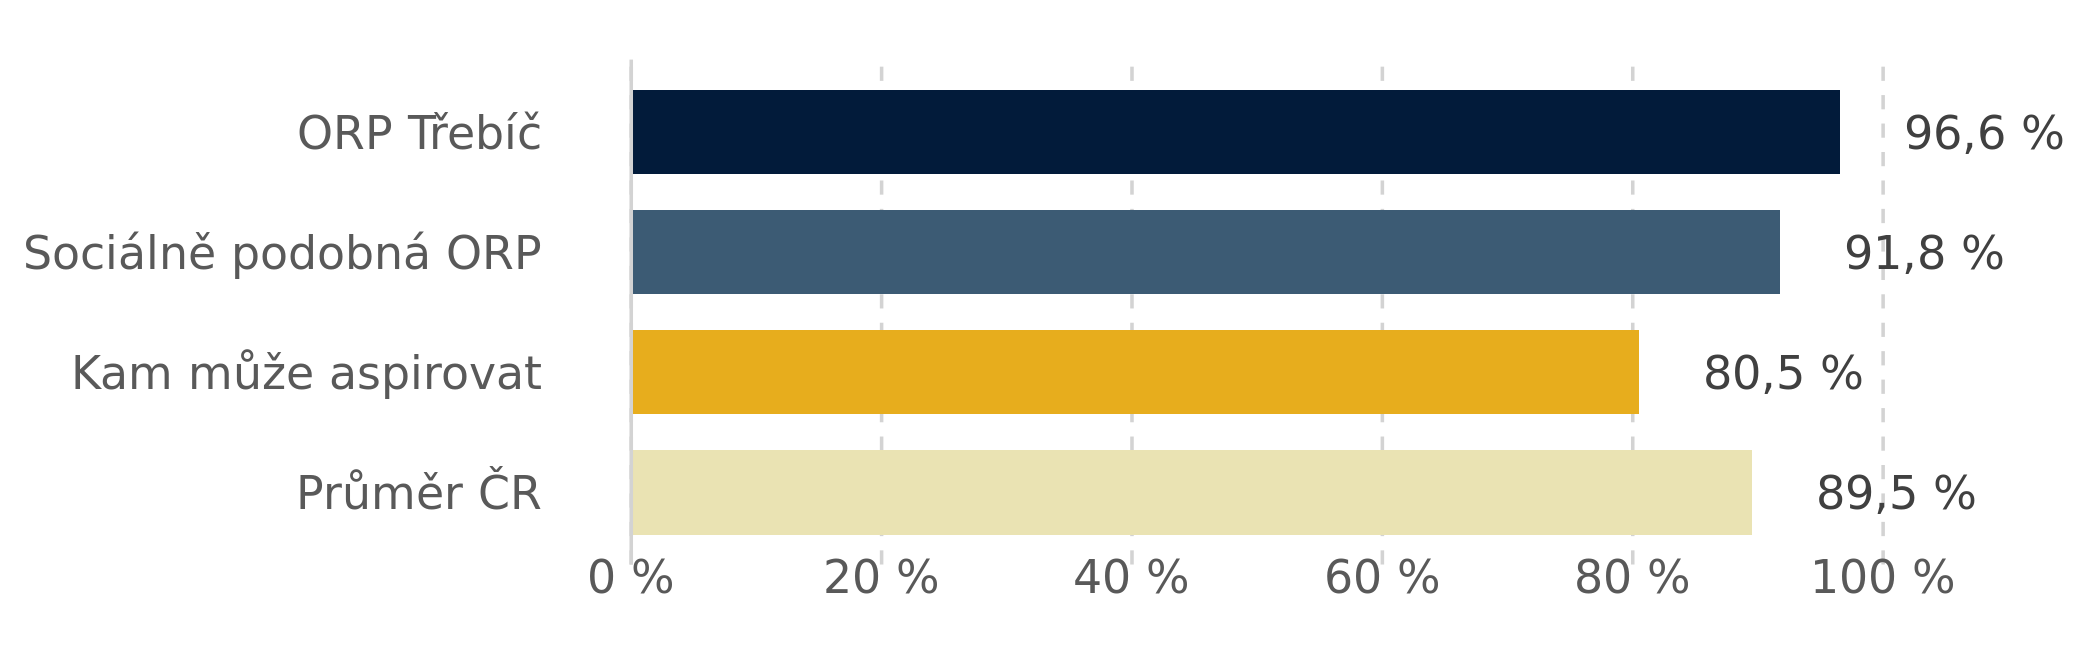 ORP Třebíč 96,6 %
Sociálně podobná ORP 91,8 %
Kam může aspirovat 80,5 %
Průměr ČR 89,5 %
0 % 20 % 40 % 60 % 80 % 100 %